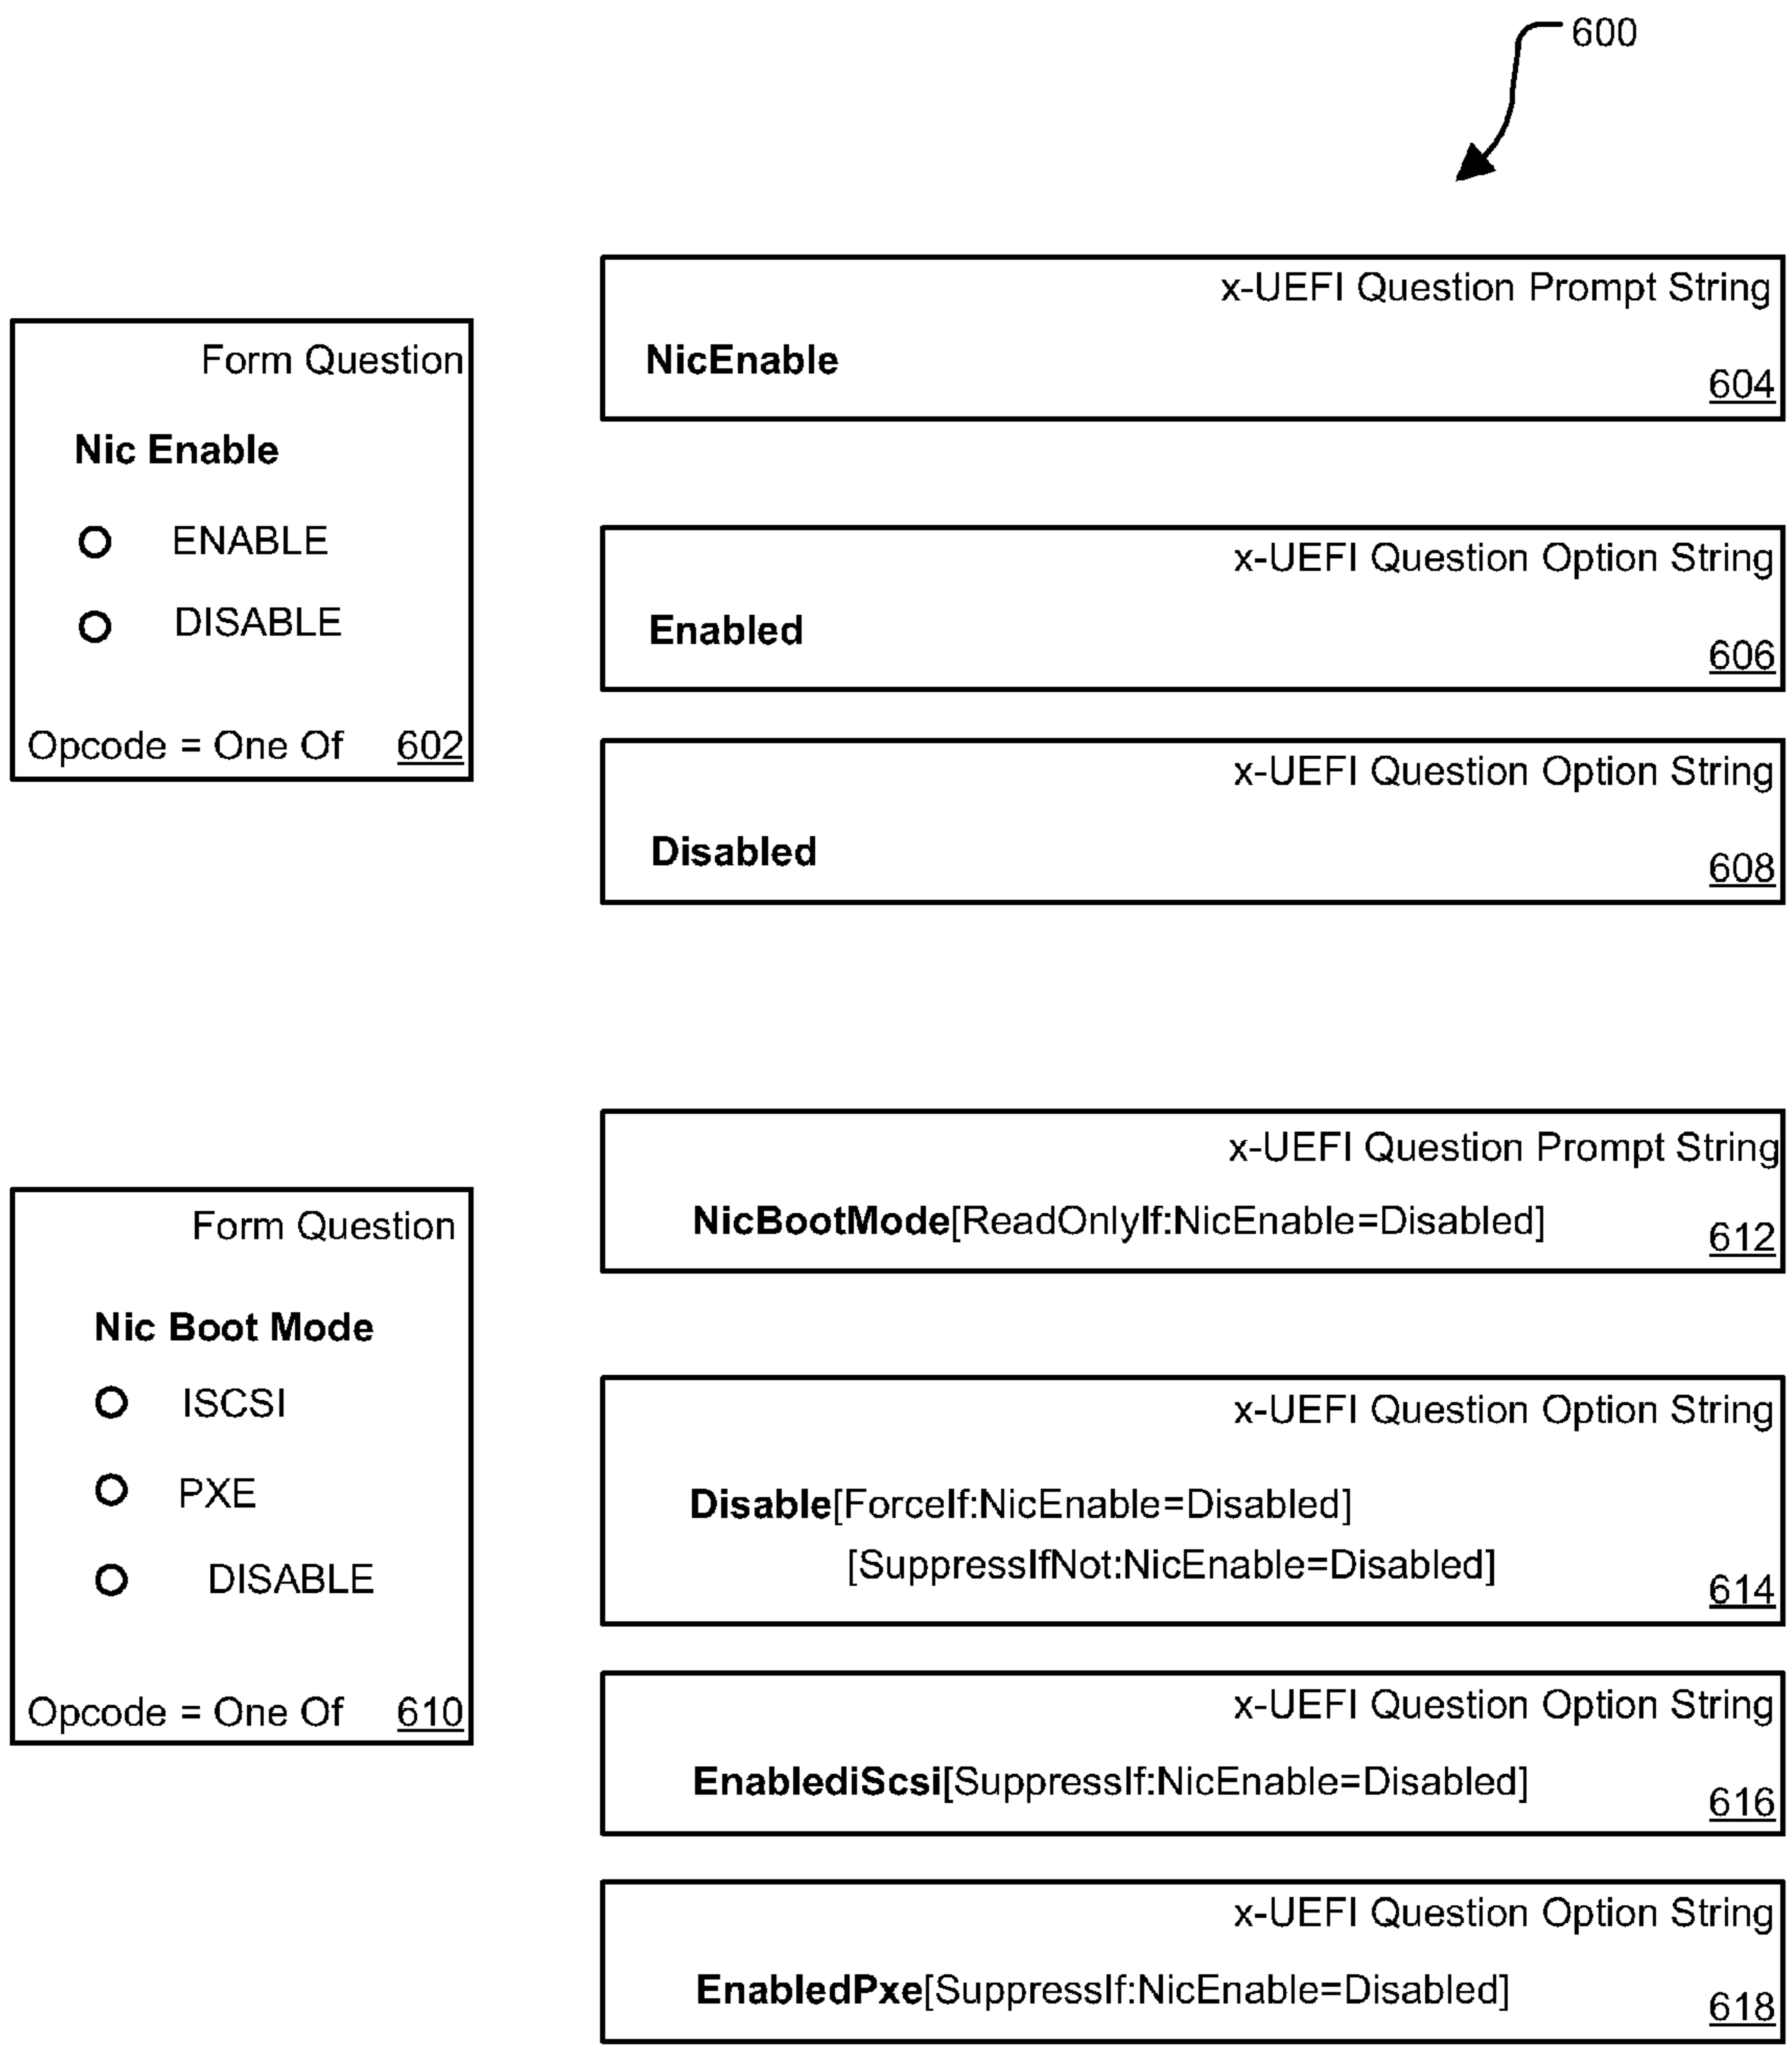 600
x-UEFI Question Prompt String
NicEnable
604
Form Question
Nic Enable
ENABLE
DISABLE
Opcode = One Of 602
x-UEFI Question Option String
Enabled
606
x-UEFI Question Option String
Disabled
608
x-UEFI Question Prompt String
NicBootMode[ReadOnlyIf:NicEnable=Disabled]
612
Form Question
Nic Boot Mode
ISCSI
PXE
DISABLE
Opcode = One Of 610
x-UEFI Question Option String
Disable[ForceIf:NicEnable=Disabled]
[SuppressIfNot:NicEnable=Disabled]
614
x-UEFI Question Option String
EnablediScsi[SuppressIf:NicEnable=Disabled]
616
x-UEFI Question Option String
EnabledPxe[SuppressIf:NicEnable=Disabled]
618